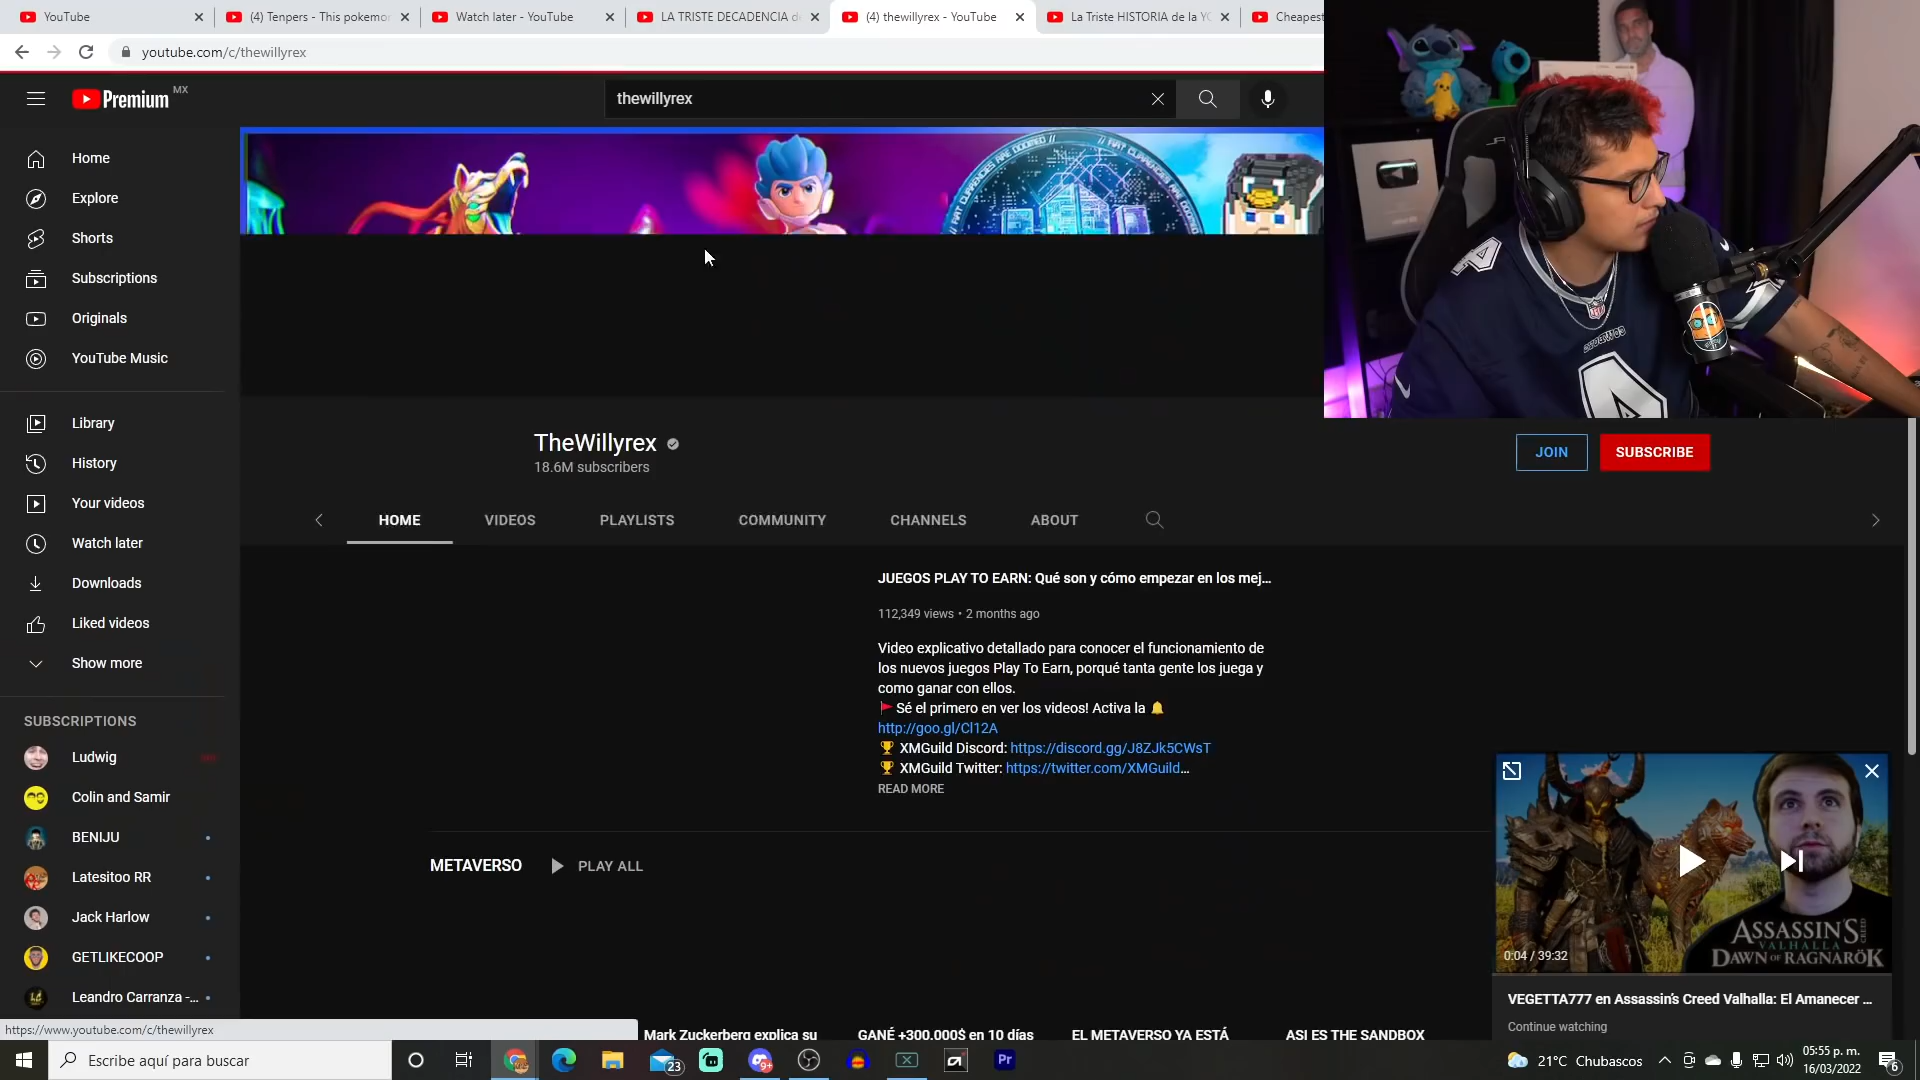 YouTube
(4) Tenpers - This pokemon
Watch later - YouTube
LA TRISTE DECADENCIA d
(4) thewillyrex - YouTube
La Triste HISTORIA de la YO
Cheapest
youtube.com/c/thewillyrex
Premium MX
thewillyrex
Home
Explore
Shorts
Subscriptions
Originals
YouTube Music
Library
History
Your videos
Watch later
Downloads
Liked videos
Show more
SUBSCRIPTIONS
Ludwig
Colin and Samir
BENIJU
Latesitoo RR
Jack Harlow
GETLIKECOOP
Leandro Carranza -...
TheWillyrex
18.6M subscribers
JOIN
SUBSCRIBE
HOME
VIDEOS
PLAYLISTS
COMMUNITY
CHANNELS
ABOUT
JUEGOS PLAY TO EARN: Qué son y cómo empezar en los mej...
112,349 views • 2 months ago
Video explicativo detallado para conocer el funcionamiento de
los nuevos juegos Play To Earn, porqué tanta gente los juega y
como ganar con ellos.
🚩 Sé el primero en ver los videos! Activa la 🔔
http://goo.gl/Cl12A
🏆 XMGuild Discord: https://discord.gg/J8ZJk5CWsT
🏆 XMGuild Twitter: https://twitter.com/XMGuild...
READ MORE
METAVERSO
PLAY ALL
Mark Zuckerberg explica su
GANÉ +300.000$ en 10 días
EL METAVERSO YA ESTÁ
ASI ES THE SANDBOX
ASSASSIN'S
CREED
VALHALLA
DAWN OF RAGNARÖK
0:04 / 39:32
VEGETTA777 en Assassin's Creed Valhalla: El Amanecer ...
Continue watching
https://www.youtube.com/c/thewillyrex
Escribe aquí para buscar
23
9+
Pr
21°C Chubascos
05:55 p. m.
16/03/2022
6